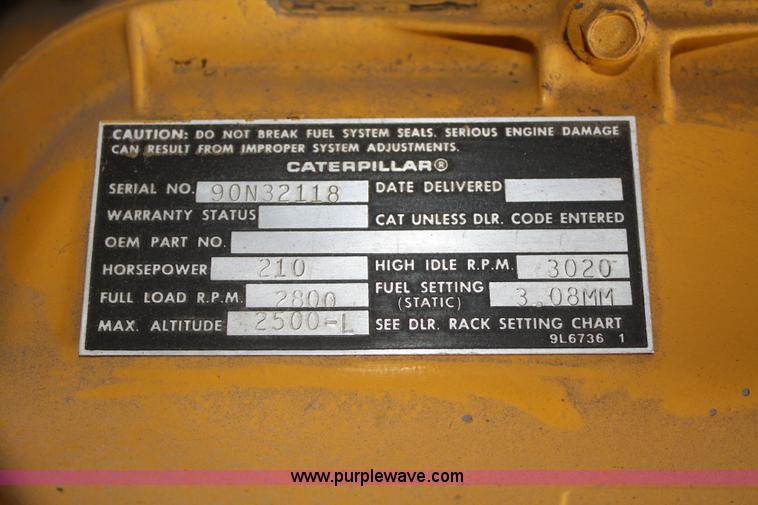 CAUTION: DO NOT BREAK FUEL SYSTEM SEALS. SERIOUS ENGINE DAMAGE
CAN RESULT FROM IMPROPER SYSTEM ADJUSTMENTS.
CATERPILLAR®
SERIAL NO. 90N32118 DATE DELIVERED
WARRANTY STATUS CAT UNLESS DLR. CODE ENTERED
OEM PART NO.
HORSEPOWER 210 HIGH IDLE R.P.M. 3020
FULL LOAD R.P.M. 2800 FUEL SETTING (STATIC) 3.08MM
MAX. ALTITUDE 2500-L SEE DLR. RACK SETTING CHART
9L6736 1
www.purplewave.com